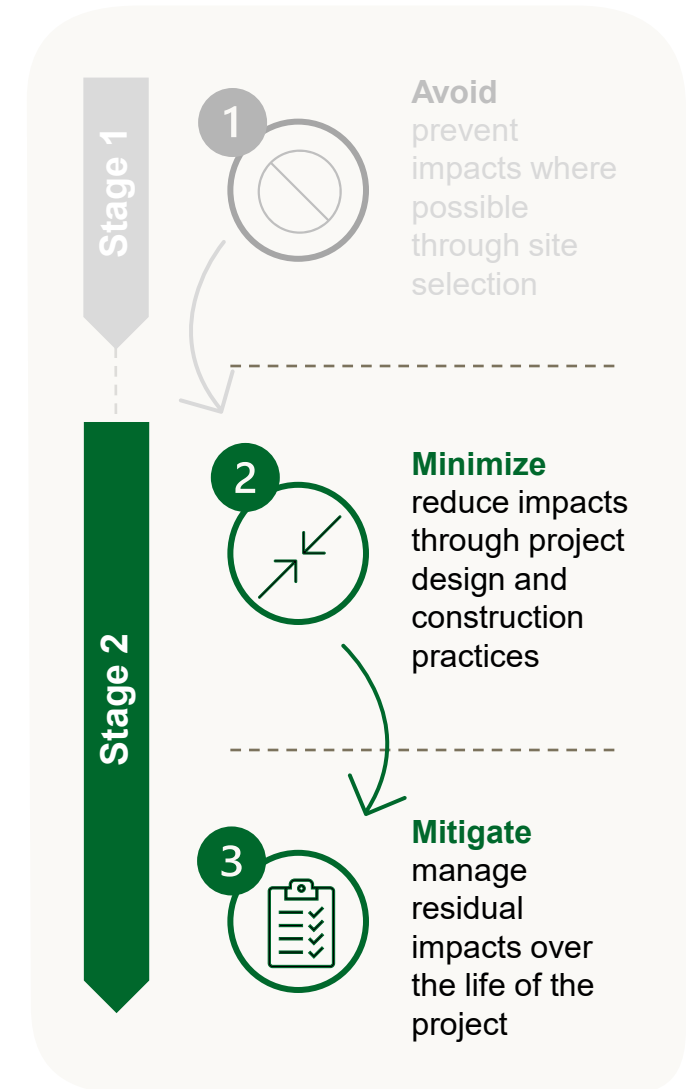 Stage 1
1
Avoid
prevent
impacts where
possible
through site
selection
Stage 2
2
Minimize
reduce impacts
through project
design and
construction
practices
3
Mitigate
manage
residual
impacts over
the life of the
project